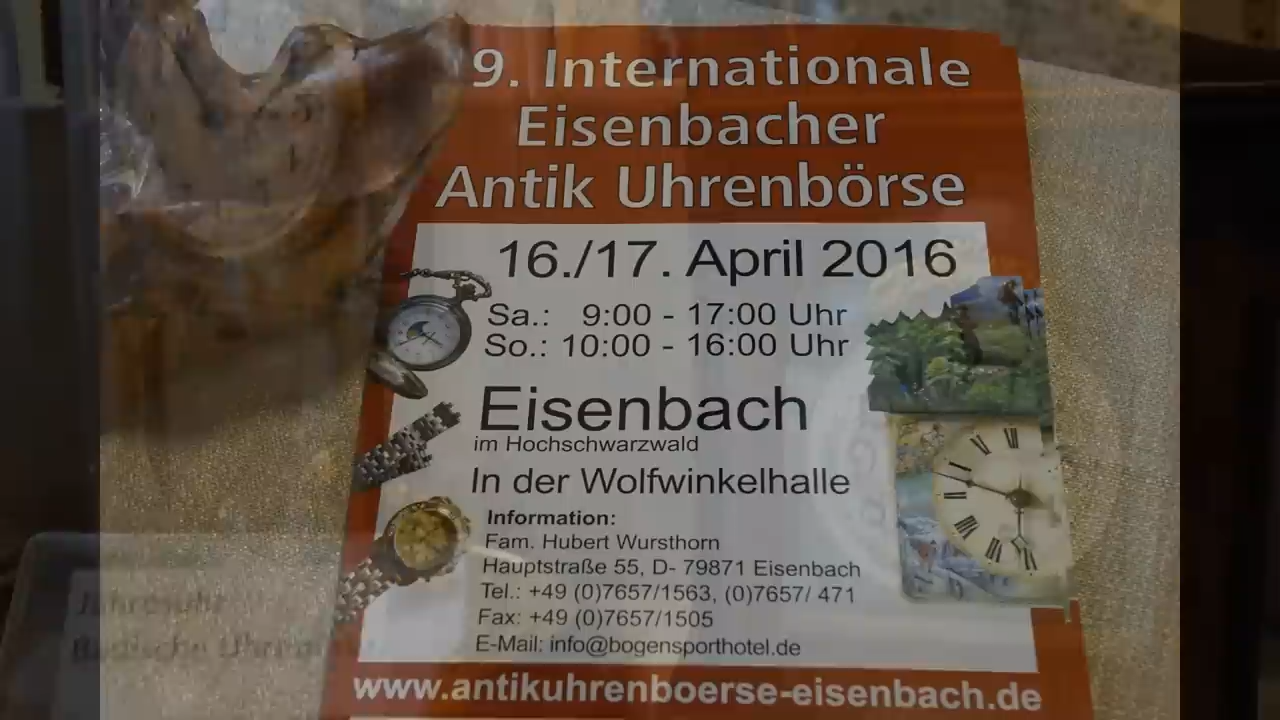 9. Internationale
Eisenbacher
Antik Uhrenbörse
16./17. April 2016
Sa.: 9:00 - 17:00 Uhr
So.: 10:00 - 16:00 Uhr
Eisenbach
im Hochschwarzwald
In der Wolfwinkelhalle
Information:
Fam. Hubert Wursthorn
Hauptstraße 55, D- 79871 Eisenbach
Tel.: +49 (0)7657/1563, (0)7657/ 471
Fax: +49 (0)7657/1505
E-Mail: info@bogensporthotel.de
www.antikuhrenboerse-eisenbach.de
Jahresuhr
Badische